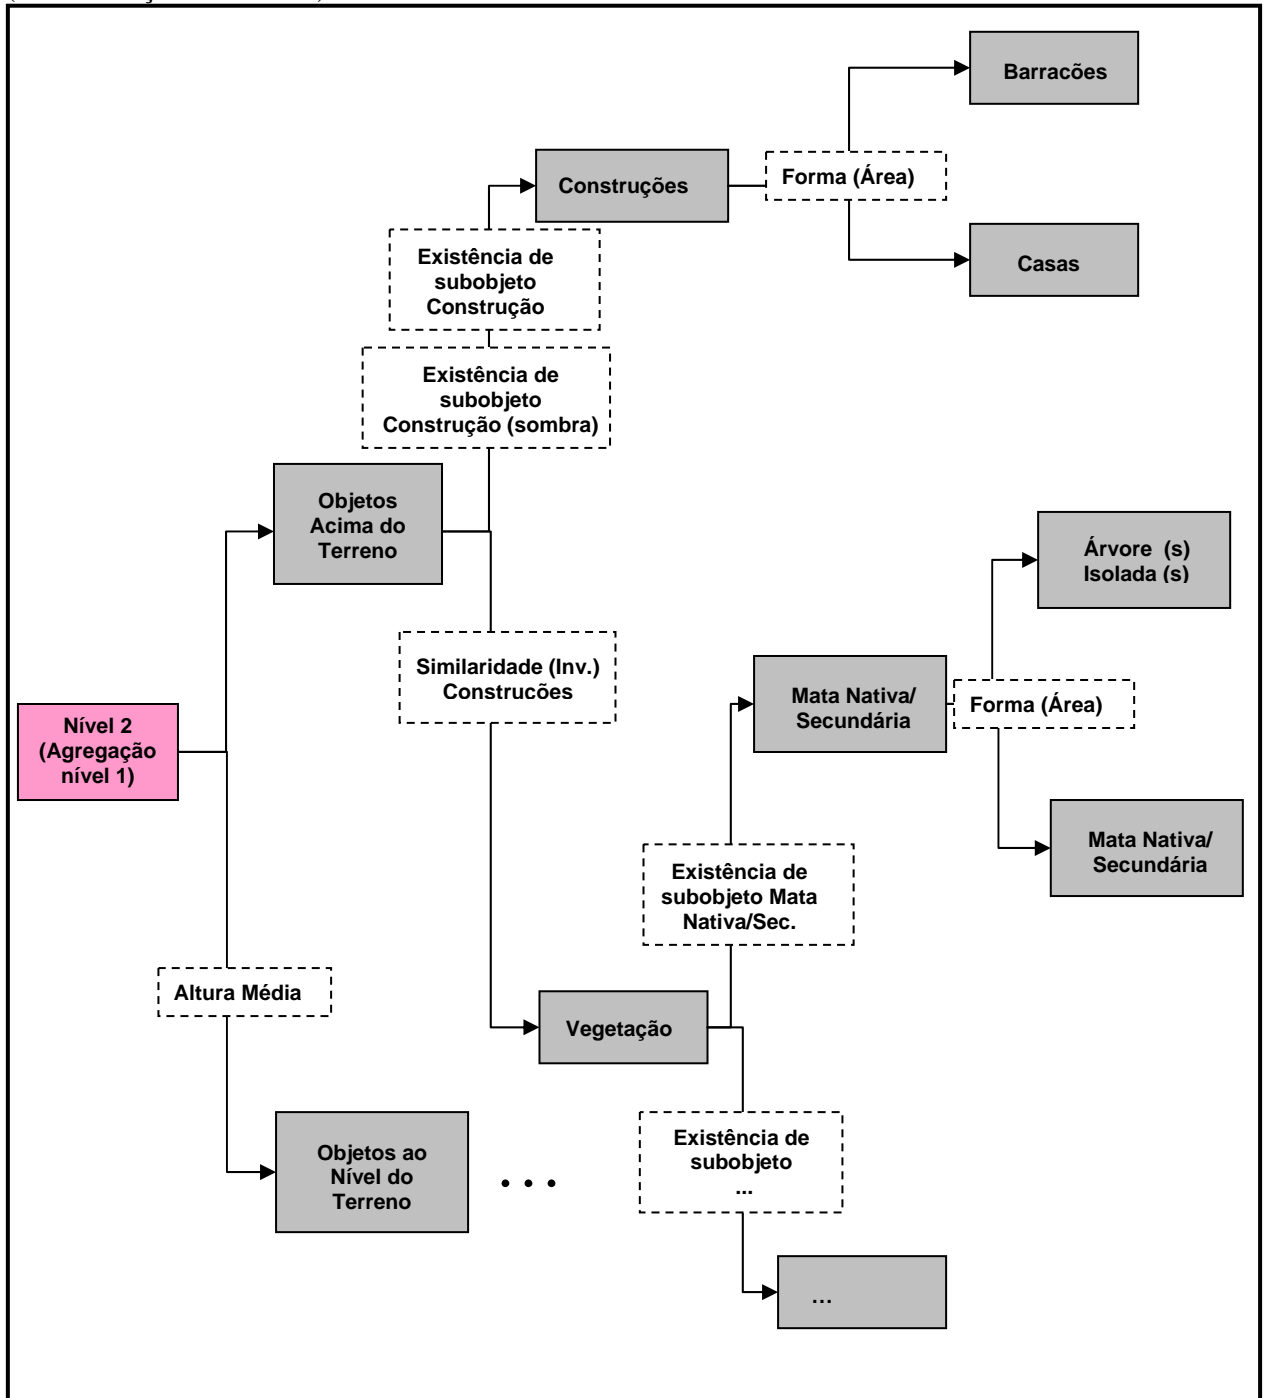 Barracões
Construções
Forma (Área)
Casas
Existência de
subobjeto
Construção
Existência de
subobjeto
Construção (sombra)
Objetos
Acima do
Terreno
Árvore (s)
Isolada (s)
Similaridade (Inv.)
Construcões
Mata Nativa/
Secundária
Forma (Área)
Nível 2
(Agregação
nível 1)
Mata Nativa/
Secundária
Existência de
subobjeto Mata
Nativa/Sec.
Altura Média
Vegetação
Objetos ao
Nível do
Terreno
• • •
Existência de
subobjeto
...
...